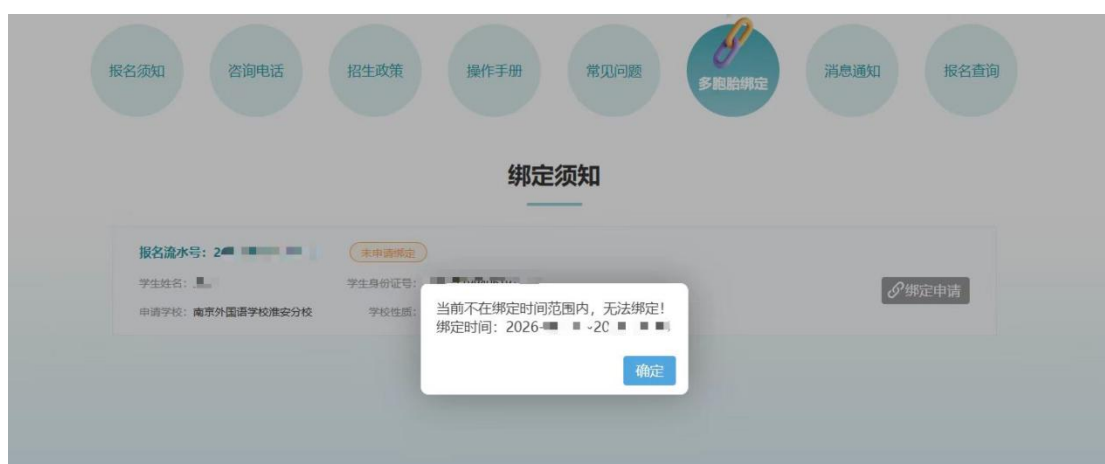 报名须知
咨询电话
招生政策
操作手册
常见问题
多胞胎绑定
消息通知
报名查询
绑定须知
报名流水号：2
未申请绑定
学生姓名：
学生身份证号：
绑定申请
申请学校：南京外国语学校淮安分校
学校性质：
当前不在绑定时间范围内，无法绑定！
绑定时间：2026-
确定